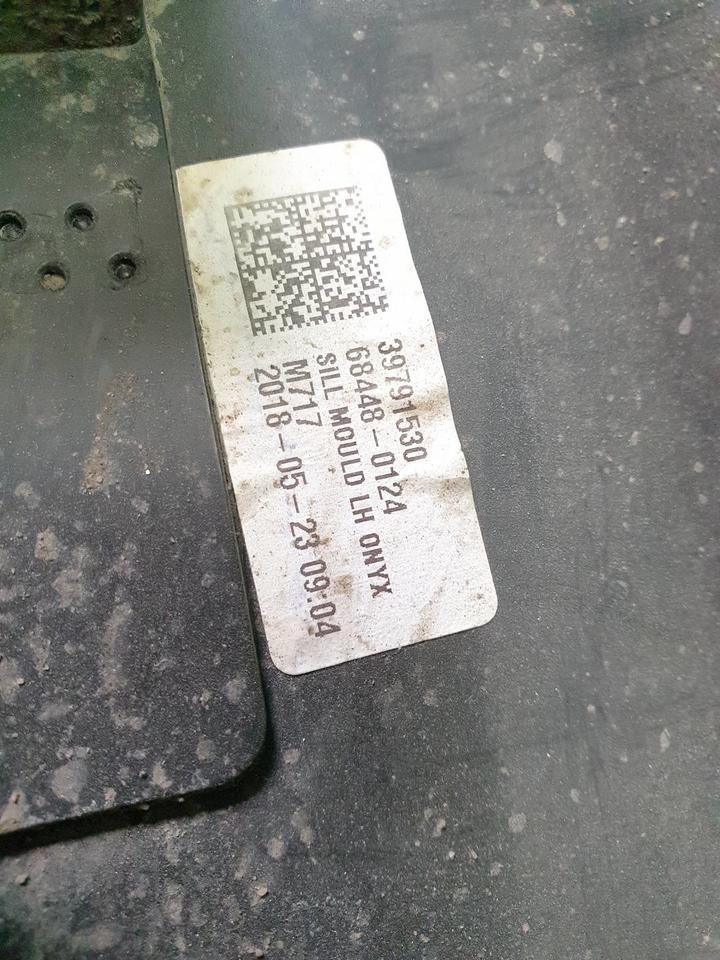 39791530
68448-0124
SILL MOULD LH ONYX
M717
2018-05-23 09:04